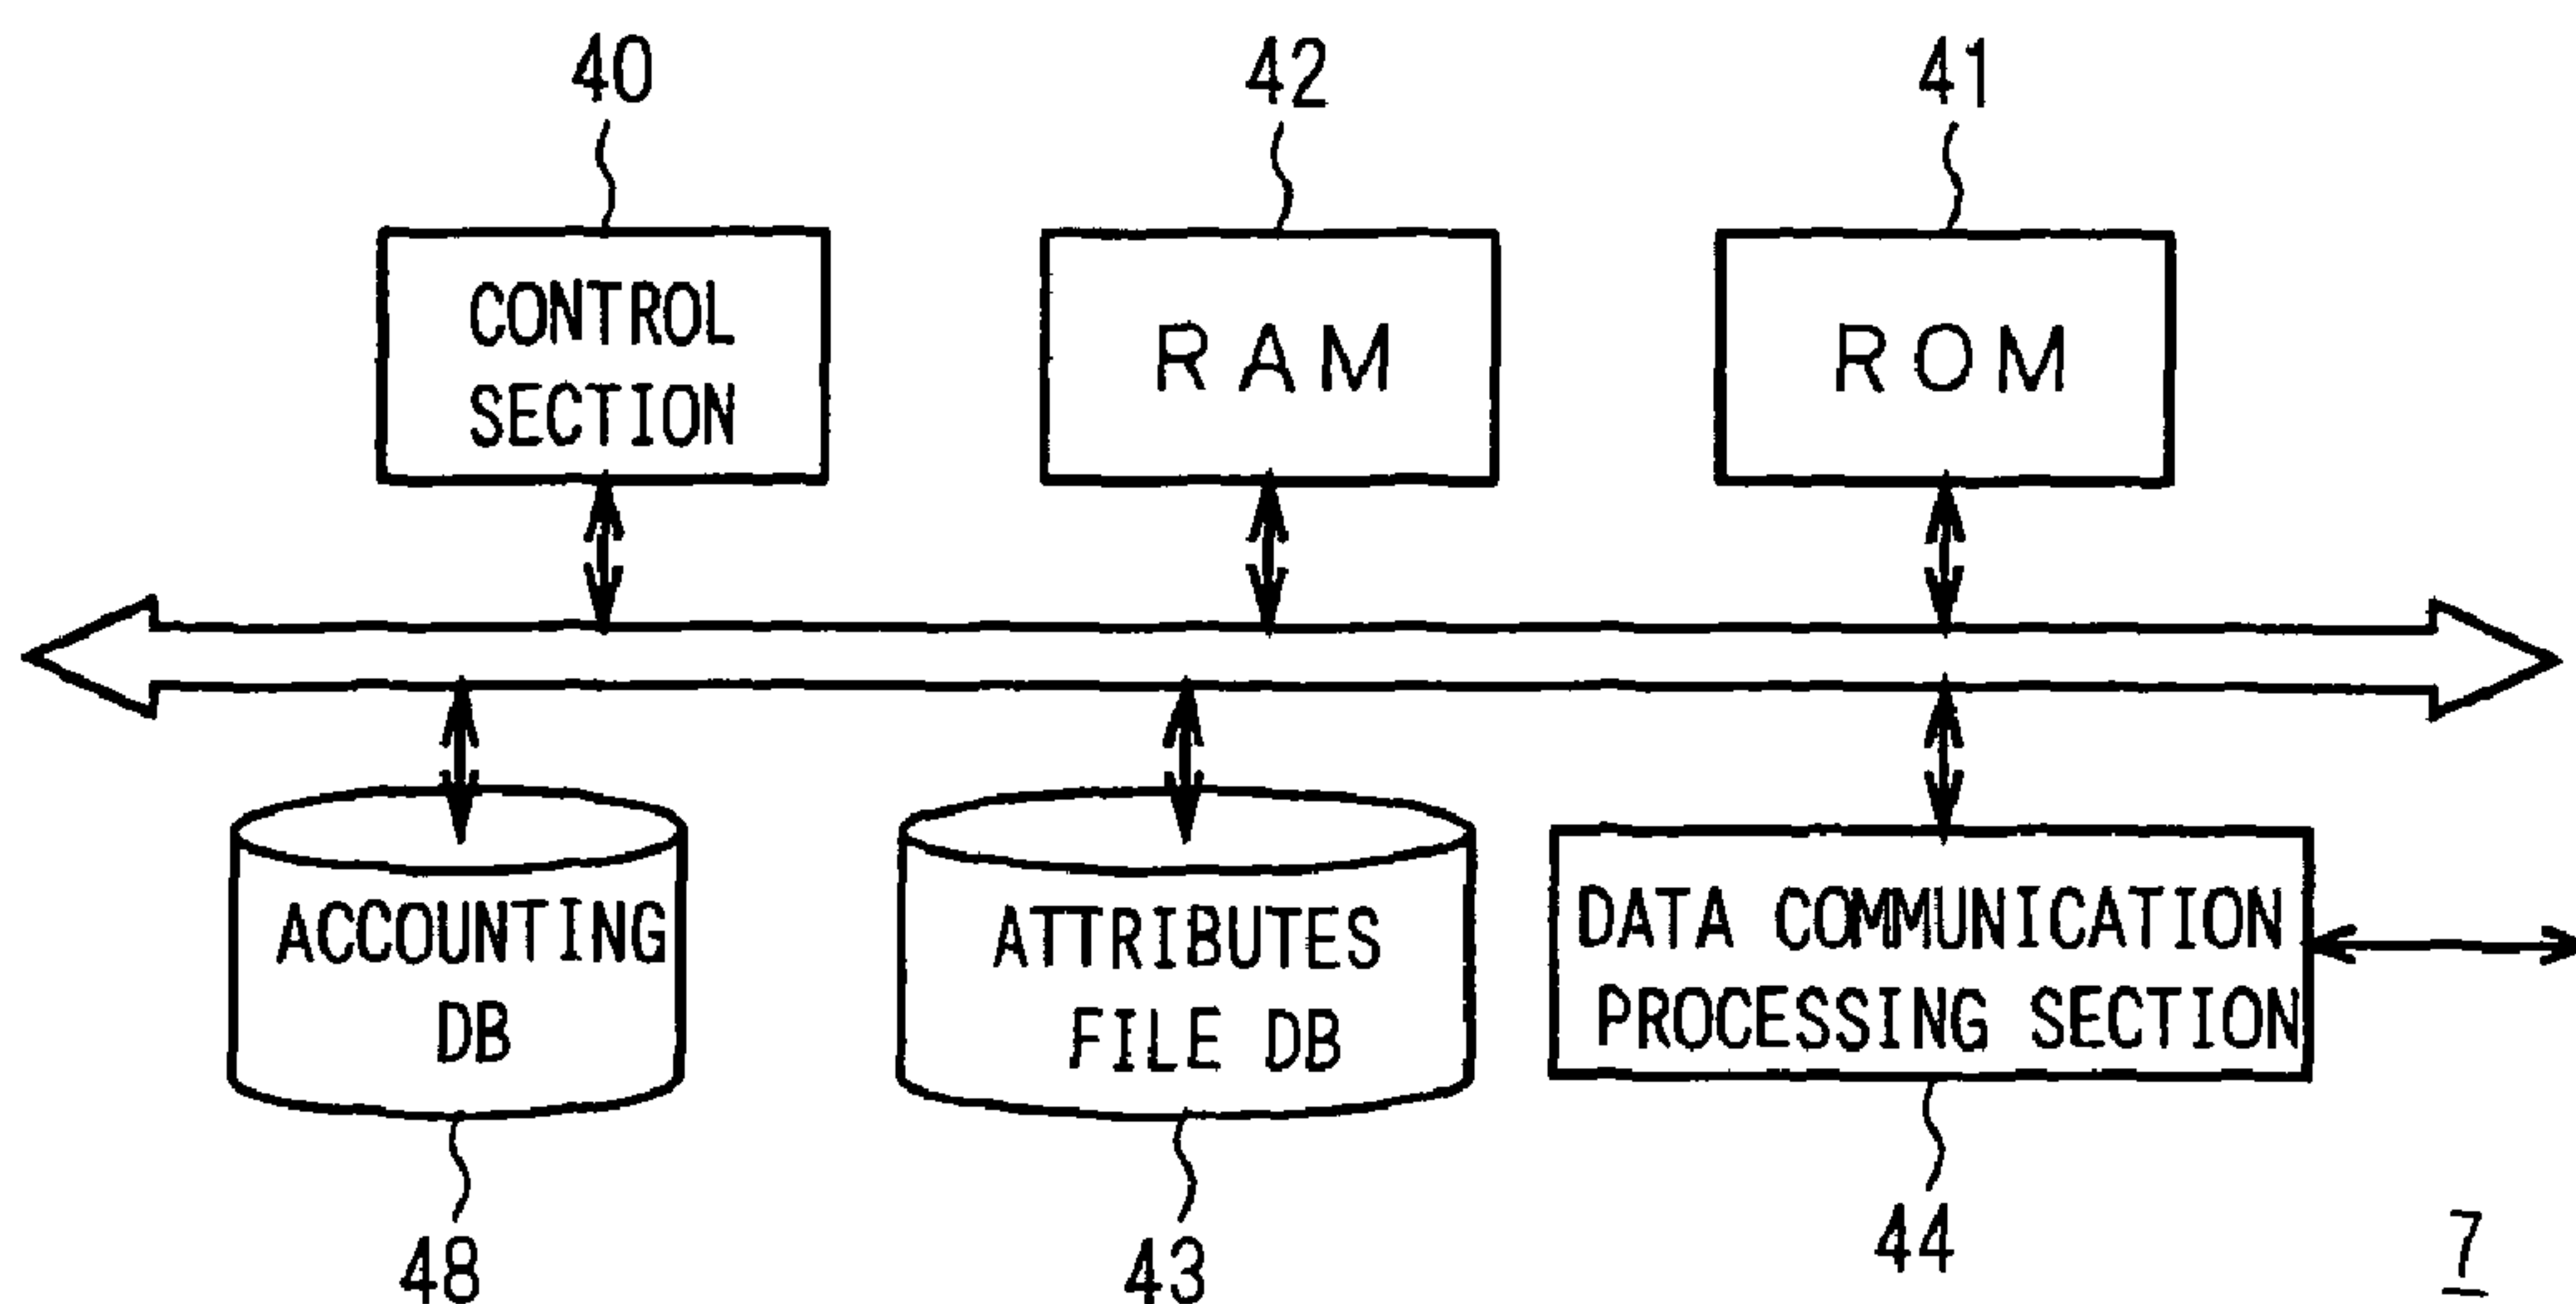 40
42
41
CONTROL
SECTION
RAM
ROM
ACCOUNTING
DB
ATTRIBUTES
FILE DB
DATA COMMUNICATION
PROCESSING SECTION
48
43
44
7